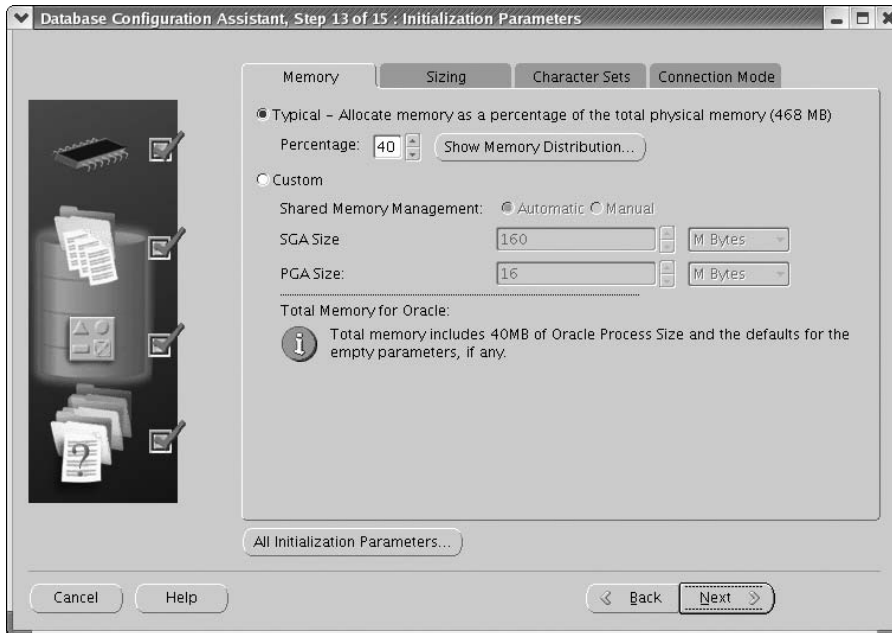 Database Configuration Assistant, Step 13 of 15 : Initialization Parameters
Memory Sizing Character Sets Connection Mode
Typical – Allocate memory as a percentage of the total physical memory (468 MB)
Percentage: 40 Show Memory Distribution...
Custom
Shared Memory Management: Automatic Manual
SGA Size 160 M Bytes
PGA Size: 16 M Bytes
Total Memory for Oracle:
Total memory includes 40MB of Oracle Process Size and the defaults for the
empty parameters, if any.
All Initialization Parameters...
Cancel Help Back Next